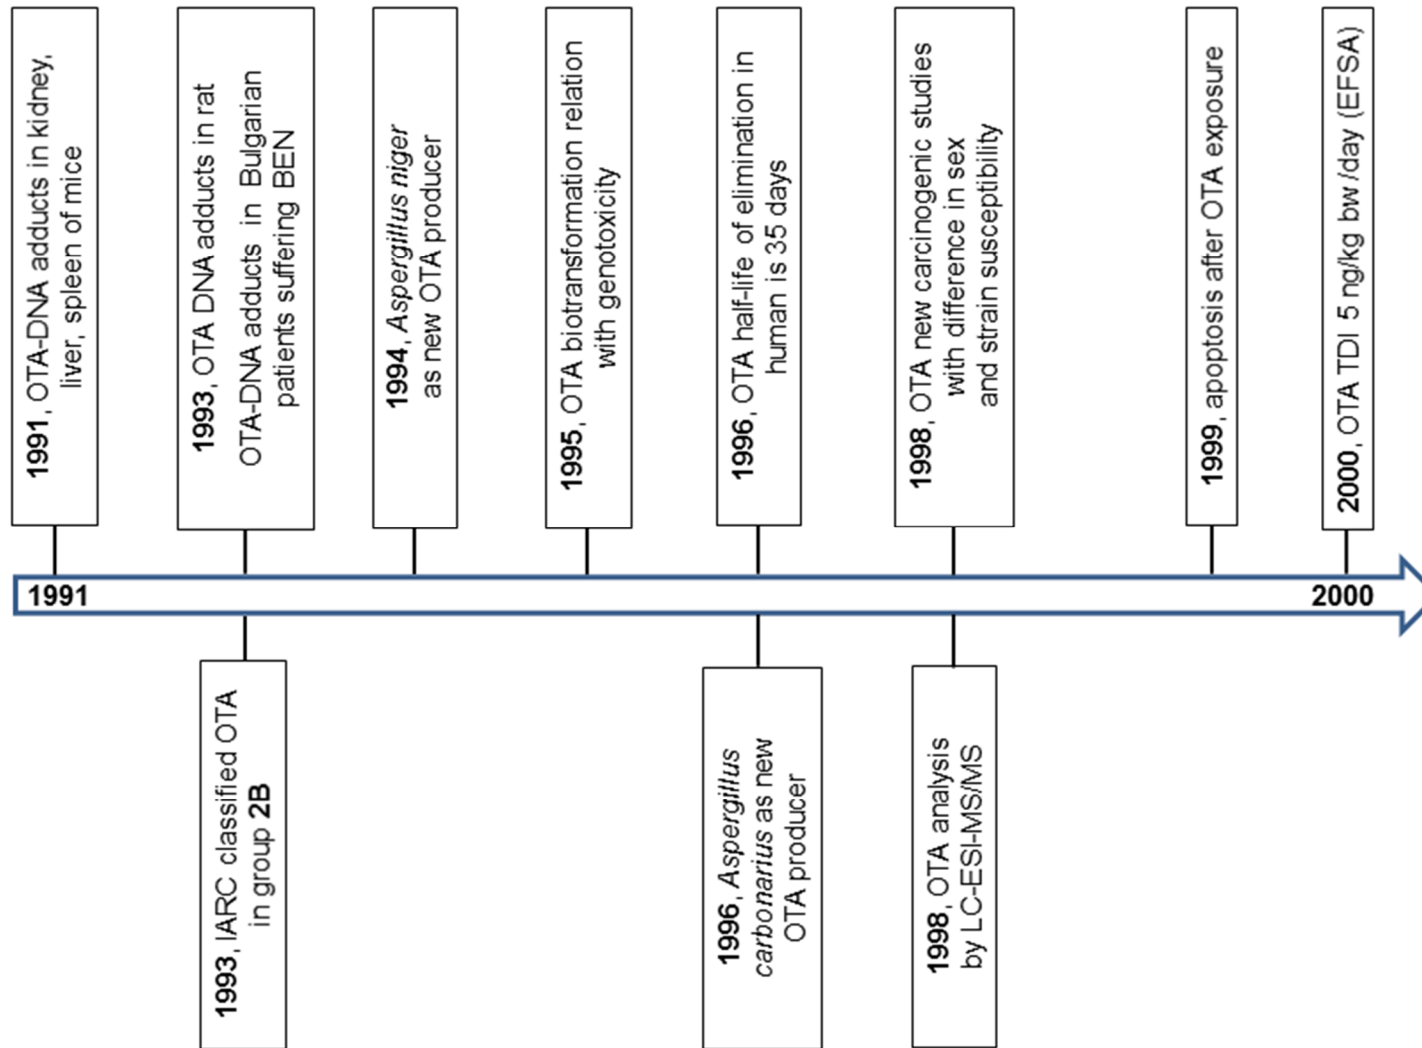 1991, OTA-DNA adducts in kidney,
liver, spleen of mice
1993, OTA DNA adducts in rat
OTA-DNA adducts in Bulgarian
patients suffering BEN
1994, Aspergillus niger
as new OTA producer
1995, OTA biotransformation relation
with genotoxicity
1996, OTA half-life of elimination in
human is 35 days
1998, OTA new carcinogenic studies
with difference in sex
and strain susceptibility
1999, apoptosis after OTA exposure
2000, OTA TDI 5 ng/kg bw /day (EFSA)
1991
2000
1993, IARC classified OTA
in group 2B
1996, Aspergillus
carbonarius as new
OTA producer
1998, OTA analysis
by LC-ESI-MS/MS